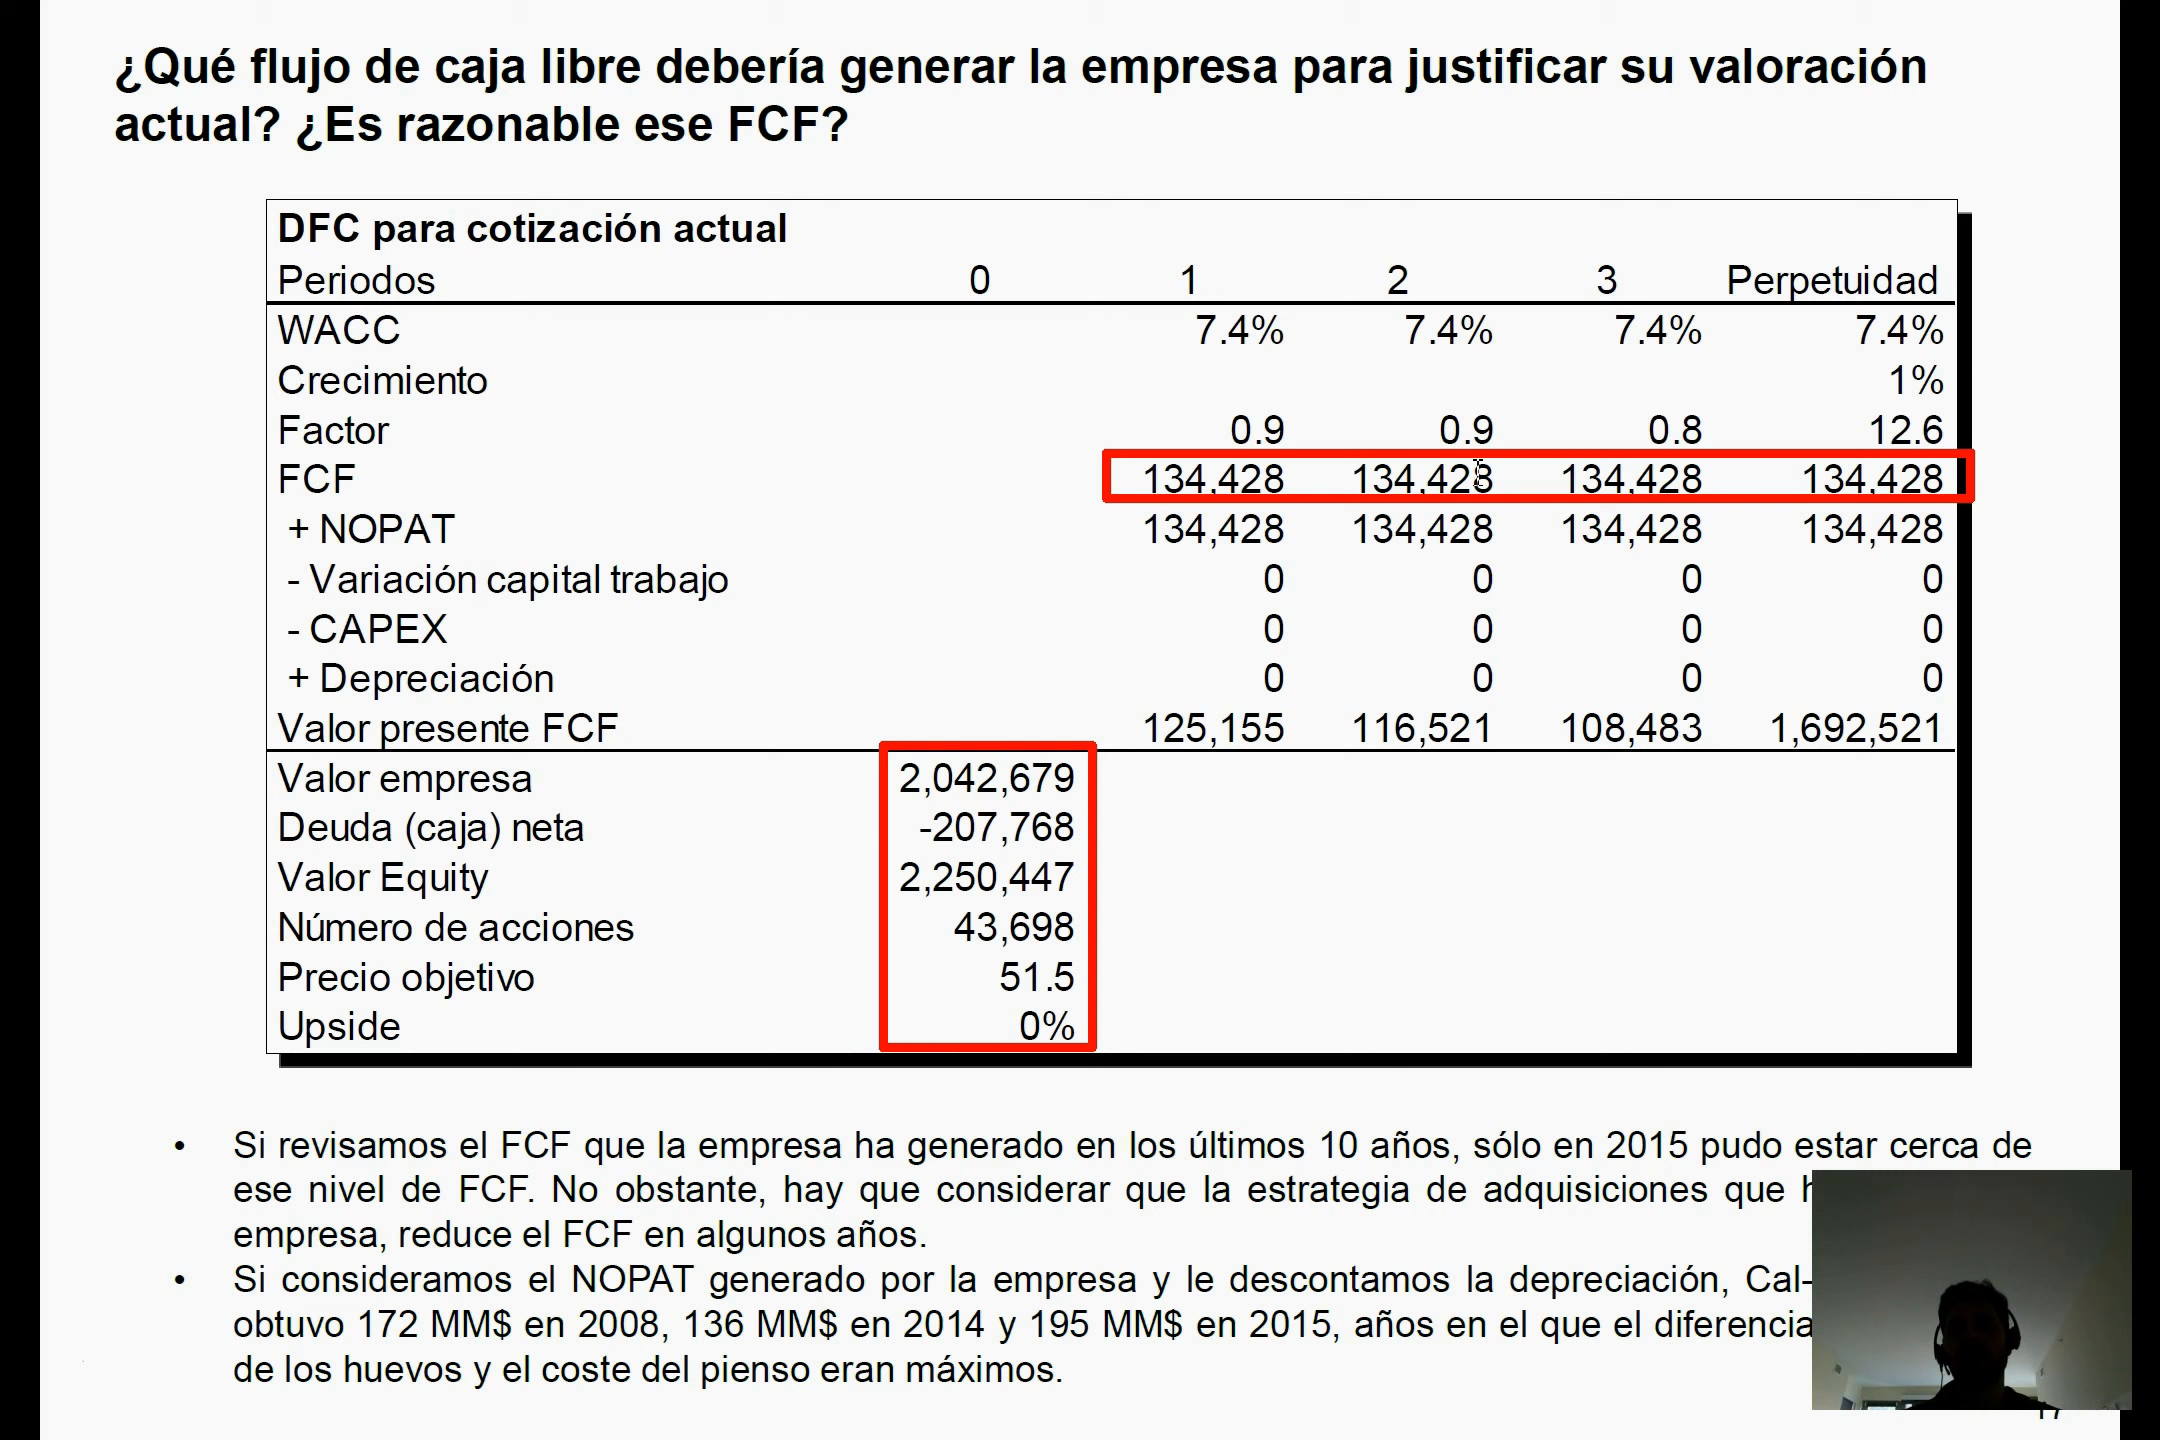 ¿Qué flujo de caja libre debería generar la empresa para justificar su valoración
actual? ¿Es razonable ese FCF?
DFC para cotización actual
Periodos 0 1 2 3 Perpetuidad
WACC 7.4% 7.4% 7.4% 7.4%
Crecimiento 1%
Factor 0.9 0.9 0.8 12.6
FCF 134,428 134,428 134,428 134,428
+ NOPAT 134,428 134,428 134,428 134,428
- Variación capital trabajo 0 0 0 0
- CAPEX 0 0 0 0
+ Depreciación 0 0 0 0
Valor presente FCF 125,155 116,521 108,483 1,692,521
Valor empresa 2,042,679
Deuda (caja) neta -207,768
Valor Equity 2,250,447
Número de acciones 43,698
Precio objetivo 51.5
Upside 0%
• Si revisamos el FCF que la empresa ha generado en los últimos 10 años, sólo en 2015 pudo estar cerca de
ese nivel de FCF. No obstante, hay que considerar que la estrategia de adquisiciones que
empresa, reduce el FCF en algunos años.
• Si consideramos el NOPAT generado por la empresa y le descontamos la depreciación, Cal-
obtuvo 172 MM$ en 2008, 136 MM$ en 2014 y 195 MM$ en 2015, años en el que el
de los huevos y el coste del pienso eran máximos.